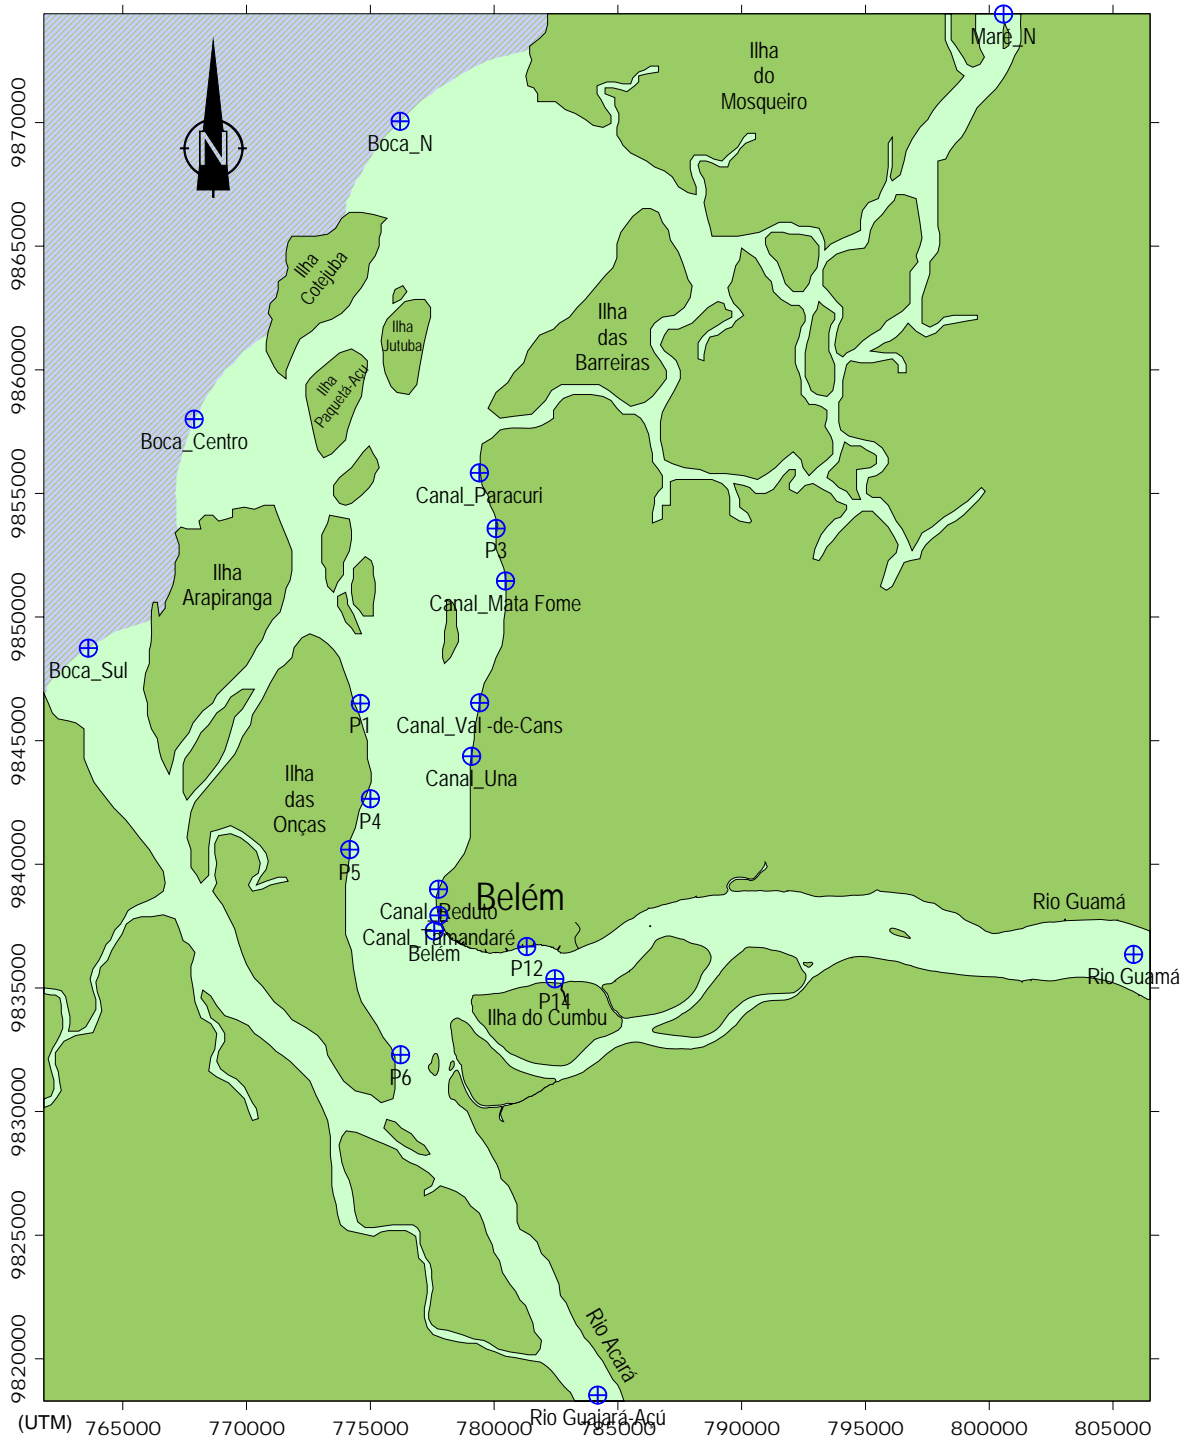 Maré_N
Ilha
do
Mosqueiro
Boca_N
N
Ilha
Cotejuba
Ilha
Jutuba
Ilha
das
Barreiras
Ilha
Paquetá-Açu
Boca_Centro
Canal_Paracuri
P3
Ilha
Arapiranga
Canal_Mata Fome
Boca_Sul
P1
Canal_Val -de-Cans
Canal_Una
Ilha
das
Onças
P4
P5
Belém
Canal_Reduto
Canal_Tamandaré
Belém
Rio Guamá
P12
Rio Guamá
P14
Ilha do Cumbu
P6
Rio Acará
Rio Guajará-Açú
9870000
9865000
9860000
9855000
9850000
9845000
9840000
9835000
9830000
9825000
9820000
(UTM)
765000
770000
775000
780000
785000
790000
795000
800000
805000